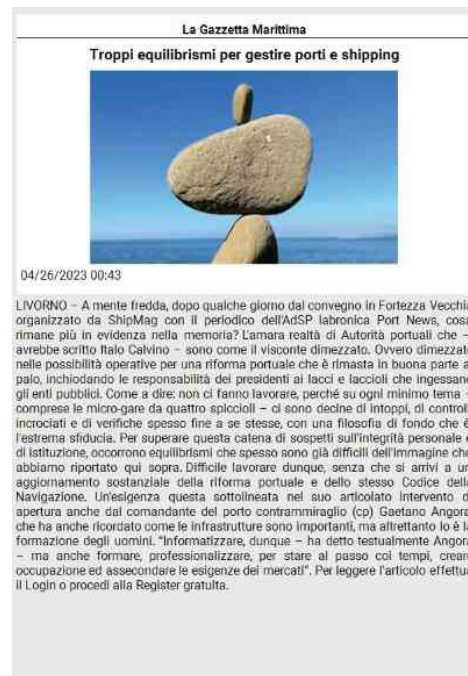 La Gazzetta Marittima
Troppi equilibrismi per gestire porti e shipping
04/26/2023 00:43
LIVORNO – A mente fredda, dopo qualche giorno dal convegno in Fortezza Vecchia
organizzato da ShipMag con il periodico dell'AdSP labronica Port News, cosa
rimane più in evidenza nella memoria? L'amara realtà di Autorità portuali che –
avrebbe scritto Italo Calvino – sono come il visconte dimezzato. Ovvero dimezzate
nelle possibilità operative per una riforma portuale che è rimasta in buona parte al
palo, inchiodando le responsabilità dei presidenti ai lacci e laccioli che ingessano
gli enti pubblici. Come a dire: non ci fanno lavorare, perché su ogni minimo tema –
comprese le micro-gare da quattro spiccioli – ci sono decine di intoppi, di controlli
incrociati e di verifiche spesso fine a se stesse, con una filosofia di fondo che è
l'estrema sfiducia. Per superare questa catena di sospetti sull'integrità personale e
di istituzione, occorrono equilibrismi che spesso sono già difficili dell'immagine che
abbiamo riportato qui sopra. Difficile lavorare dunque, senza che si arrivi a un
aggiornamento sostanziale della riforma portuale e dello stesso Codice della
Navigazione. Un'esigenza questa sottolineata nel suo articolato intervento di
apertura anche dal comandante del porto contrammiraglio (cp) Gaetano Angora,
che ha anche ricordato come le infrastrutture sono importanti, ma altrettanto lo è la
formazione degli uomini. "Informatizzare, dunque – ha detto testualmente Angora
– ma anche formare, professionalizzare, per stare al passo coi tempi, creare
occupazione ed assecondare le esigenze dei mercati". Per leggere l'articolo effettua
il Login o procedi alla Register gratuita.